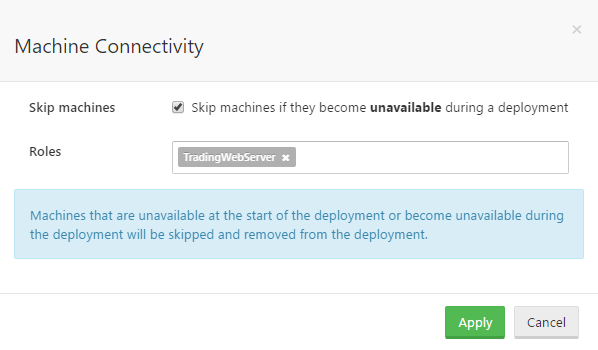 Machine Connectivity
Skip machines
Skip machines if they become unavailable during a deployment
Roles
TradingWebServer
Machines that are unavailable at the start of the deployment or become unavailable during
the deployment will be skipped and removed from the deployment.
Apply
Cancel